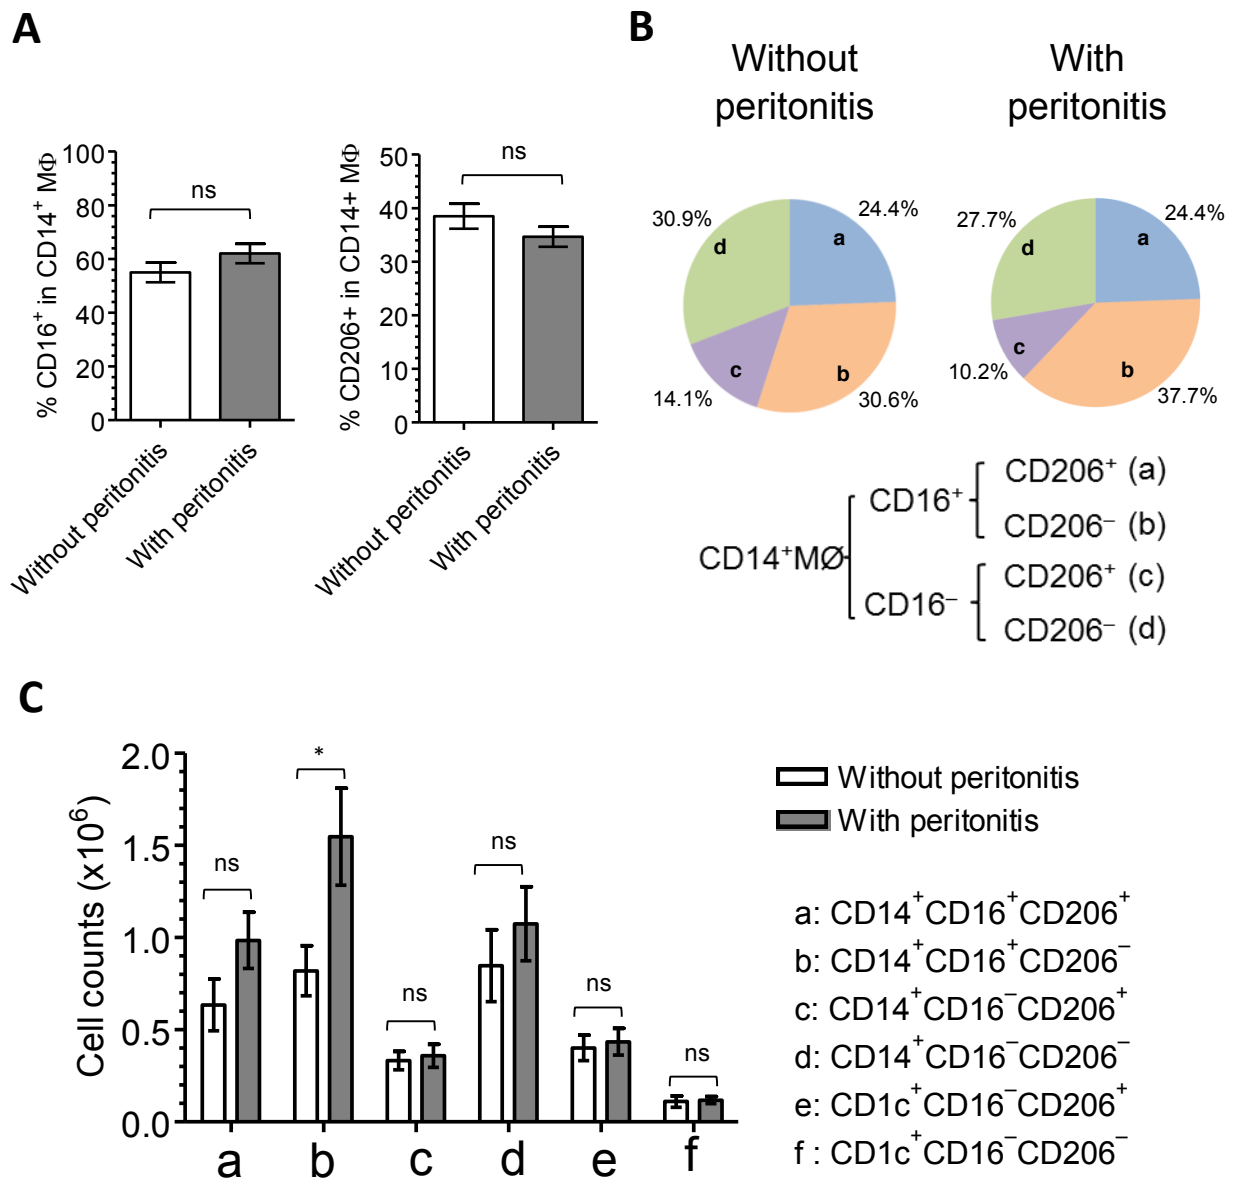 A
% CD16⁺ in CD14⁺ MΦ
100
80
60
40
20
0
ns
Without peritonitis
With peritonitis
% CD206+ in CD14+ MΦ
50
40
30
20
10
0
ns
Without peritonitis
With peritonitis
B
Without
peritonitis
With
peritonitis
30.9%
24.4%
14.1%
30.6%
d
a
c
b
27.7%
24.4%
10.2%
37.7%
d
a
c
b
CD14⁺MØ
CD16⁺
CD206⁺ (a)
CD206⁻ (b)
CD16⁻
CD206⁺ (c)
CD206⁻ (d)
C
Cell counts (x10⁶)
2.0
1.5
1.0
0.5
0.0
ns
*
ns
ns
ns
ns
a b c d e f
Without peritonitis
With peritonitis
a: CD14⁺CD16⁺CD206⁺
b: CD14⁺CD16⁺CD206⁻
c: CD14⁺CD16⁻CD206⁺
d: CD14⁺CD16⁻CD206⁻
e: CD1c⁺CD16⁻CD206⁺
f : CD1c⁺CD16⁻CD206⁻